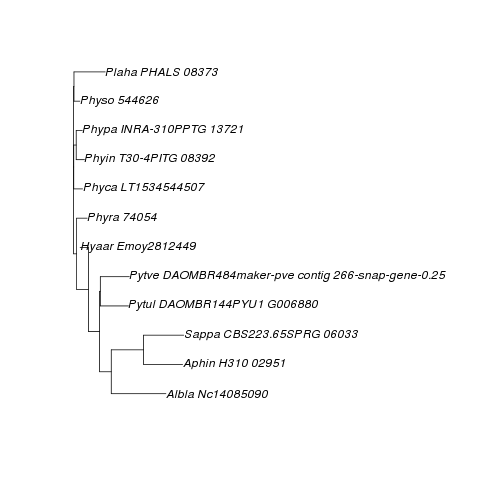 Plaha PHALS 08373
Physo 544626
Phypa INRA-310PPTG 13721
Phyin T30-4PITG 08392
Phyca LT1534544507
Phyra 74054
Hyaar Emoy2812449
Pytve DAOMBR484maker-pve contig 266-snap-gene-0.25
Pytul DAOMBR144PYU1 G006880
Sappa CBS223.65SPRG 06033
Aphin H310 02951
Albla Nc14085090